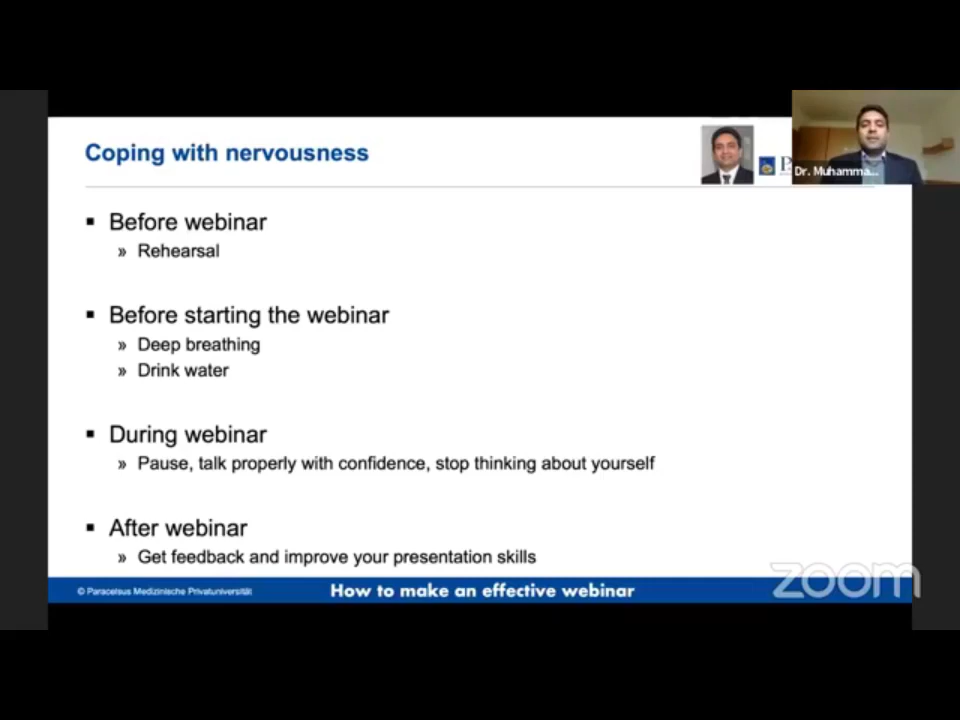 Coping with nervousness
Dr. Muhamma...
▪ Before webinar
» Rehearsal
▪ Before starting the webinar
» Deep breathing
» Drink water
▪ During webinar
» Pause, talk properly with confidence, stop thinking about yourself
▪ After webinar
» Get feedback and improve your presentation skills
© Paracelsus Medizinische Privatuniversität
How to make an effective webinar
zoom